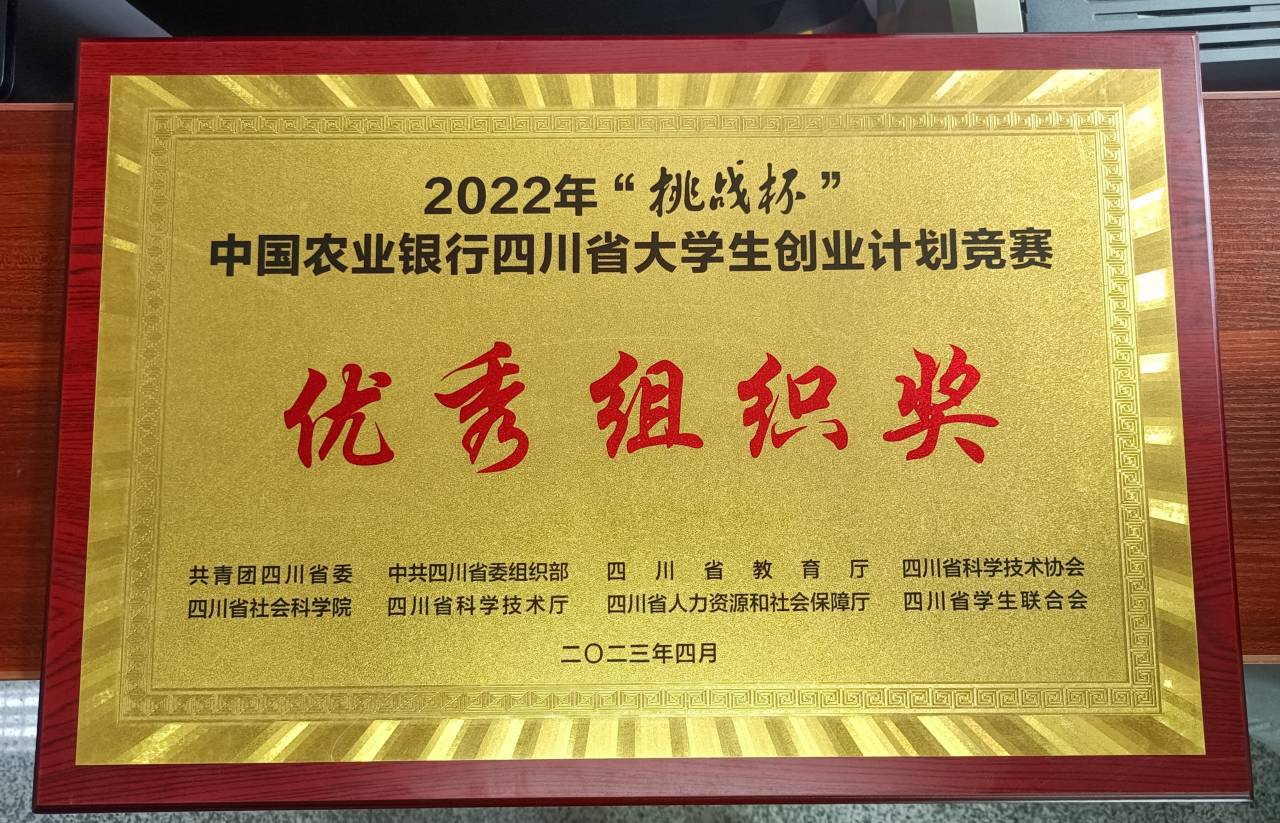 2022年“挑战杯”
中国农业银行四川省大学生创业计划竞赛
优秀组织奖
共青团四川省委 中共四川省委组织部 四川省教育厅 四川省科学技术协会
四川省社会科学院 四川省科学技术厅 四川省人力资源和社会保障厅 四川省学生联合会
二〇二三年四月